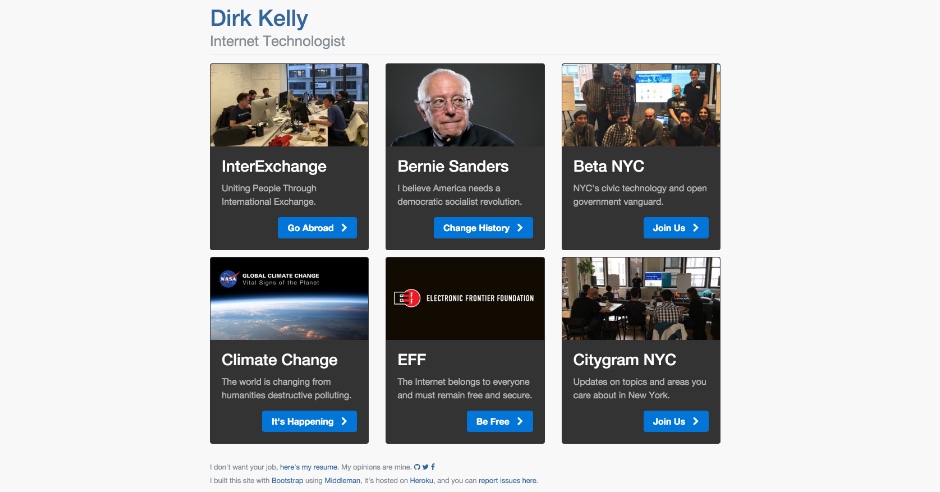 Dirk Kelly
Internet Technologist
InterExchange
Uniting People Through
International Exchange.
Go Abroad
Bernie Sanders
I believe America needs a
democratic socialist revolution.
Change History
Beta NYC
NYC's civic technology and open
government vanguard.
Join Us
NASA
GLOBAL CLIMATE CHANGE
Vital Signs of the Planet
Climate Change
The world is changing from
humanities destructive polluting.
It's Happening
ELECTRONIC FRONTIER FOUNDATION
EFF
The Internet belongs to everyone
and must remain free and secure.
Be Free
Citygram NYC
Updates on topics and areas you
care about in New York.
Join Us
I don't want your job, here's my resume. My opinions are mine.
I built this site with Bootstrap using Middleman, it's hosted on Heroku, and you can report issues here.